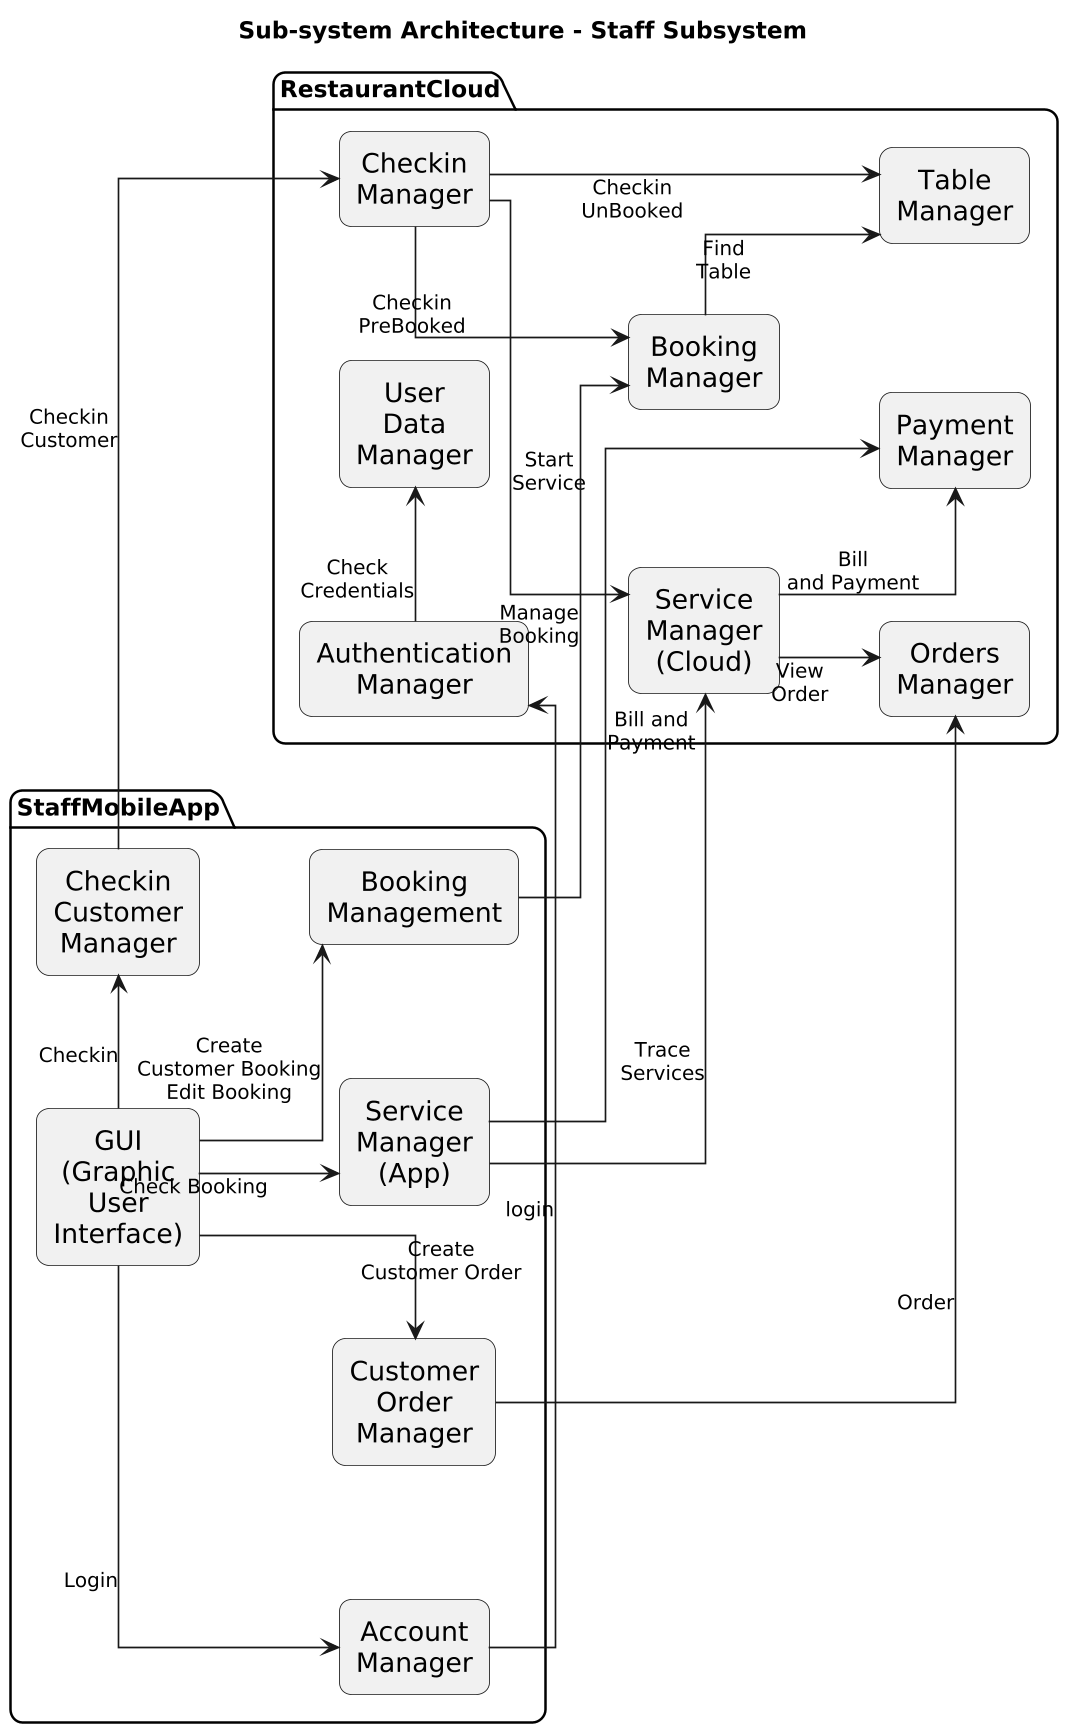 Sub-system Architecture - Staff Subsystem
RestaurantCloud
Checkin
Manager
Table
Manager
Checkin
UnBooked
Find
Table
Checkin
PreBooked
Booking
Manager
User
Data
Manager
Payment
Manager
Checkin
Customer
Start
Service
Check
Credentials
Bill
and Payment
Manage
Booking
Service
Manager
(Cloud)
Authentication
Manager
Orders
Manager
View
Order
Bill and
Payment
StaffMobileApp
Checkin
Customer
Manager
Booking
Management
Checkin
Create
Customer Booking
Edit Booking
Trace
Services
Service
Manager
(App)
GUI
(Graphic
User
Interface)
Check Booking
login
Create
Customer Order
Order
Customer
Order
Manager
Login
Account
Manager